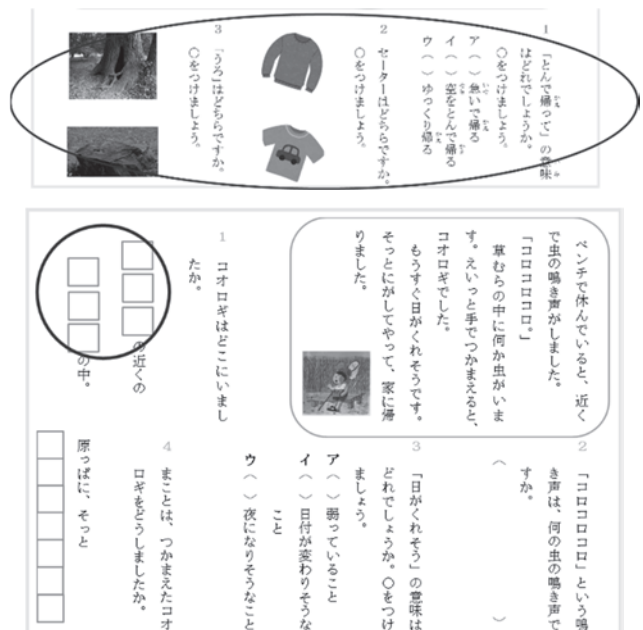 1
「とんで帰って」の意味
はどれでしょうか。
○をつけましょう。
ア（　）急いで帰る
イ（　）空をとんで帰る
ウ（　）ゆっくり帰る
2
セーターはどちらですか。
○をつけましょう。
3
「うろ」はどちらですか。
○をつけましょう。
ベンチで休んでいると、近く
で虫の鳴き声がしました。
「コロコロコロ。」
草むらの中に何か虫がいま
す。えいっと手でつかまえると、
コオロギでした。
もうすぐ日がくれそうです。
そっとにがしてやって、家に帰
りました。
1
コオロギはどこにいまし
たか。
の近くの
の中。
2
「コロコロコロ」という鳴
き声は、何の虫の鳴き声で
すか。
（　）
3
「日がくれそう」の意味は
どれでしょうか。○をつけ
ましょう。
ア（　）弱っていること
イ（　）日付が変わりそうな
こと
ウ（　）夜になりそうなこと
4
まことは、つかまえたコオ
ロギをどうしましたか。
原っぱに、そっと